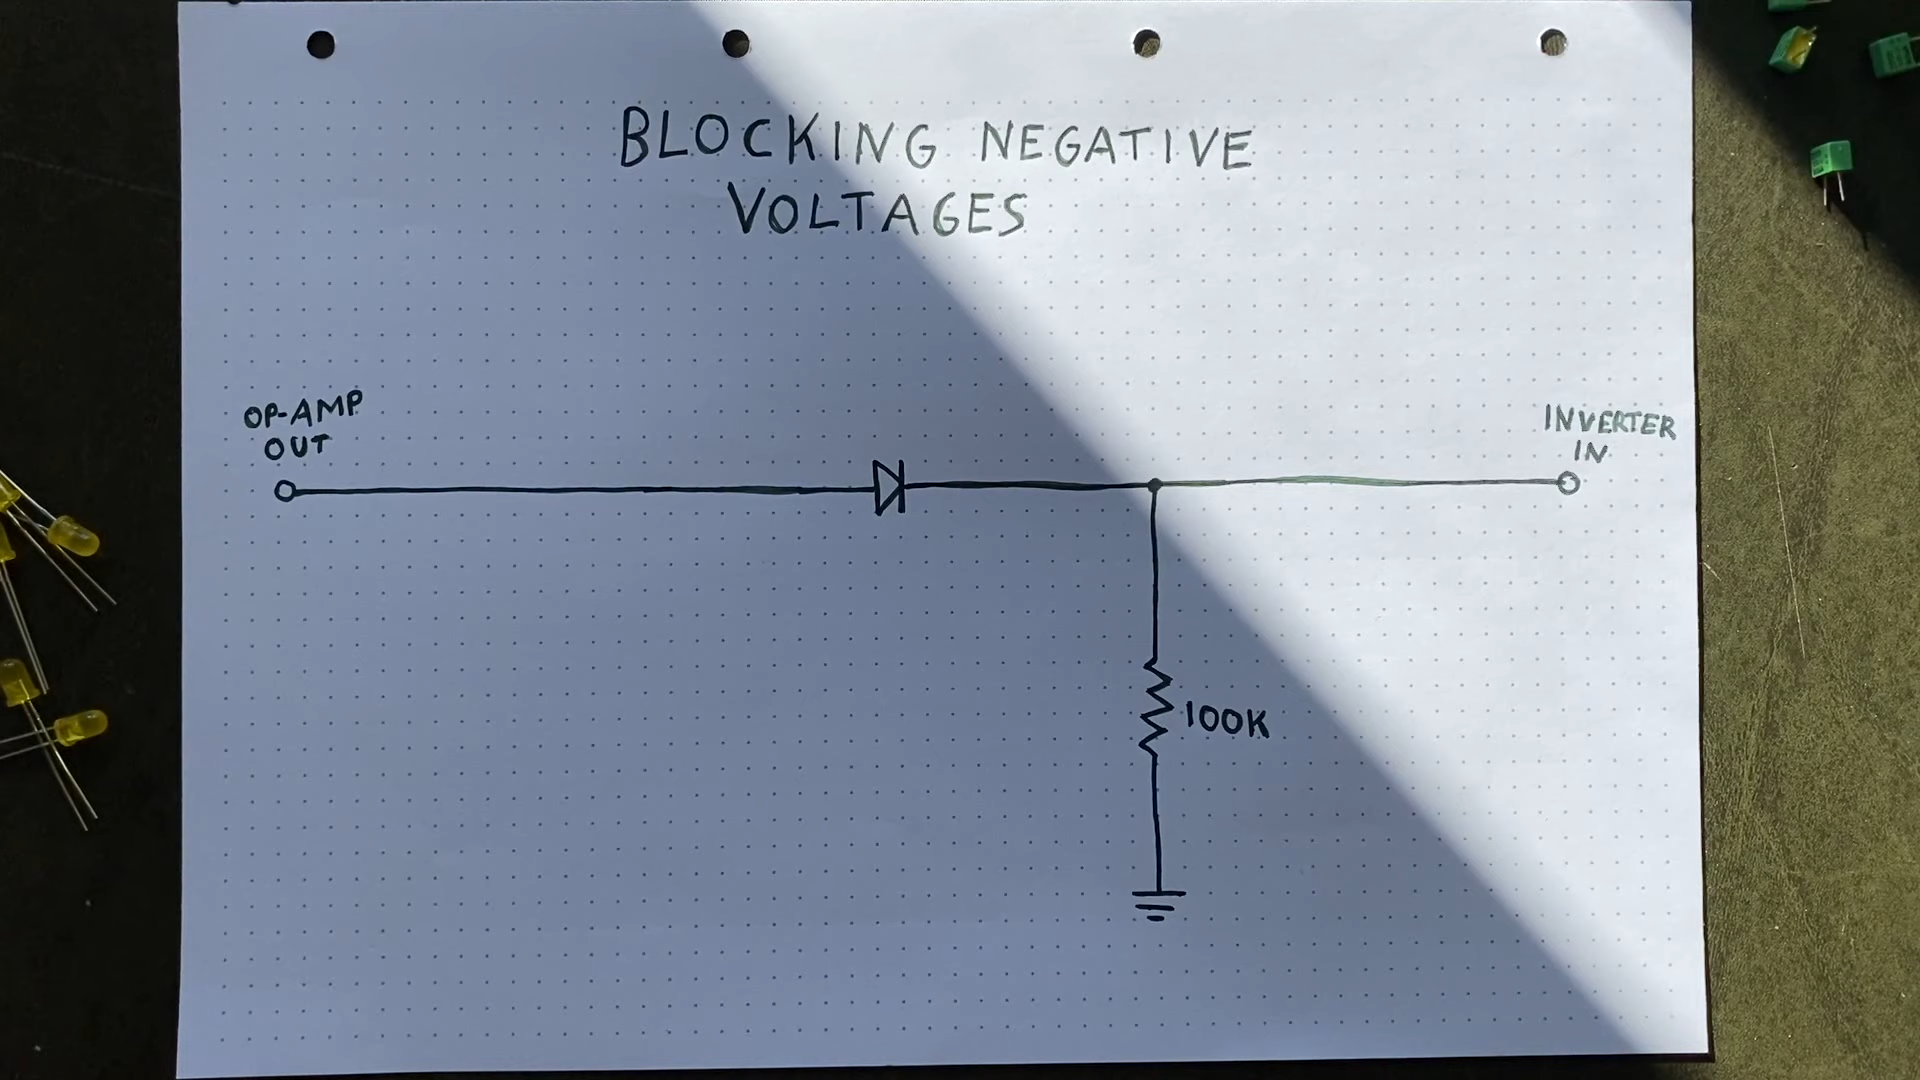 BLOCKING NEGATIVE
VOLTAGES
OP-AMP
OUT
INVERTER
IN
100K